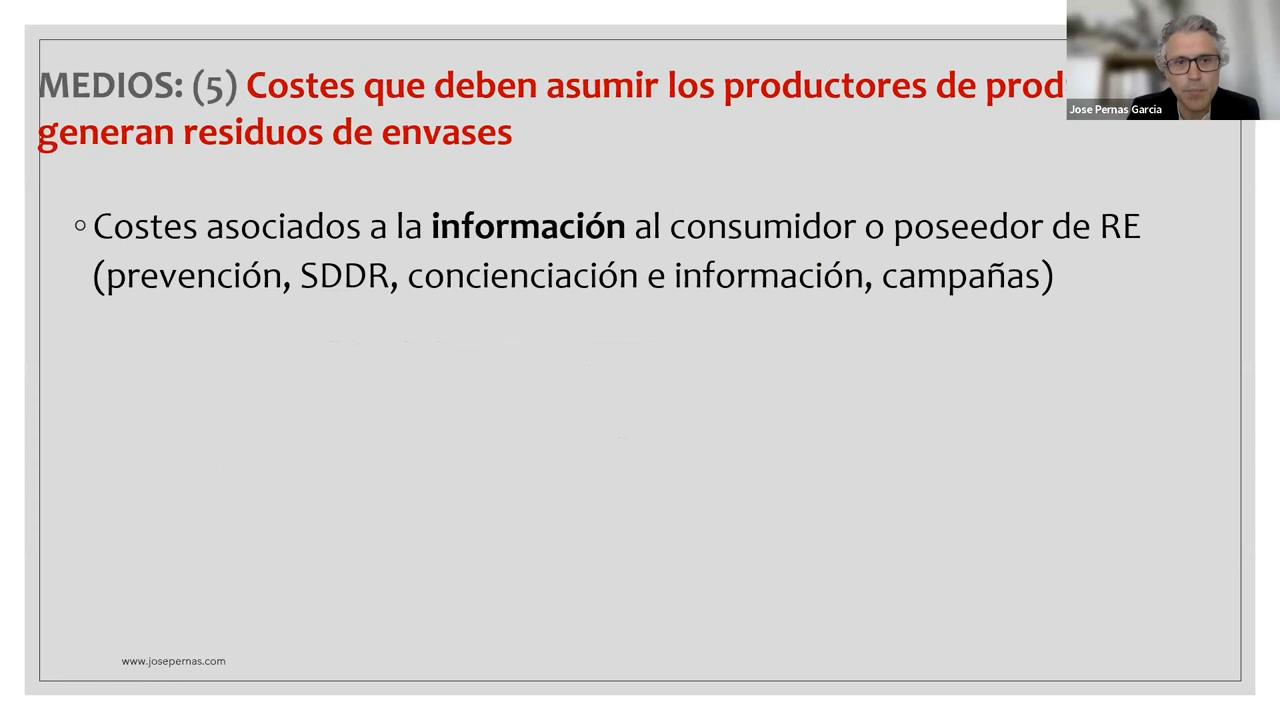 MEDIOS: (5) Costes que deben asumir los productores de
generan residuos de envases
Jose Pernas Garcia
◦ Costes asociados a la información al consumidor o poseedor de RE
(prevención, SDDR, concienciación e información, campañas)
www.josepernas.com